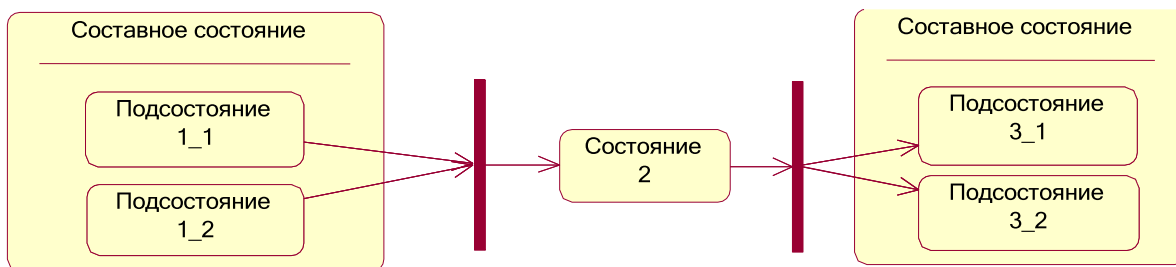 Составное состояние
Подсостояние
1_1
Подсостояние
1_2
Состояние
2
Составное состояние
Подсостояние
3_1
Подсостояние
3_2